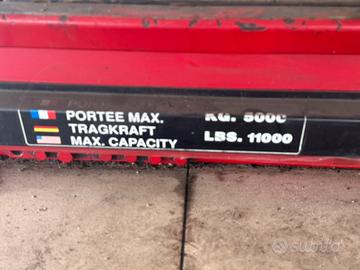 PORTEE MAX. KG. 5000
TRAGKRAFT LBS. 11000
MAX. CAPACITY
subito